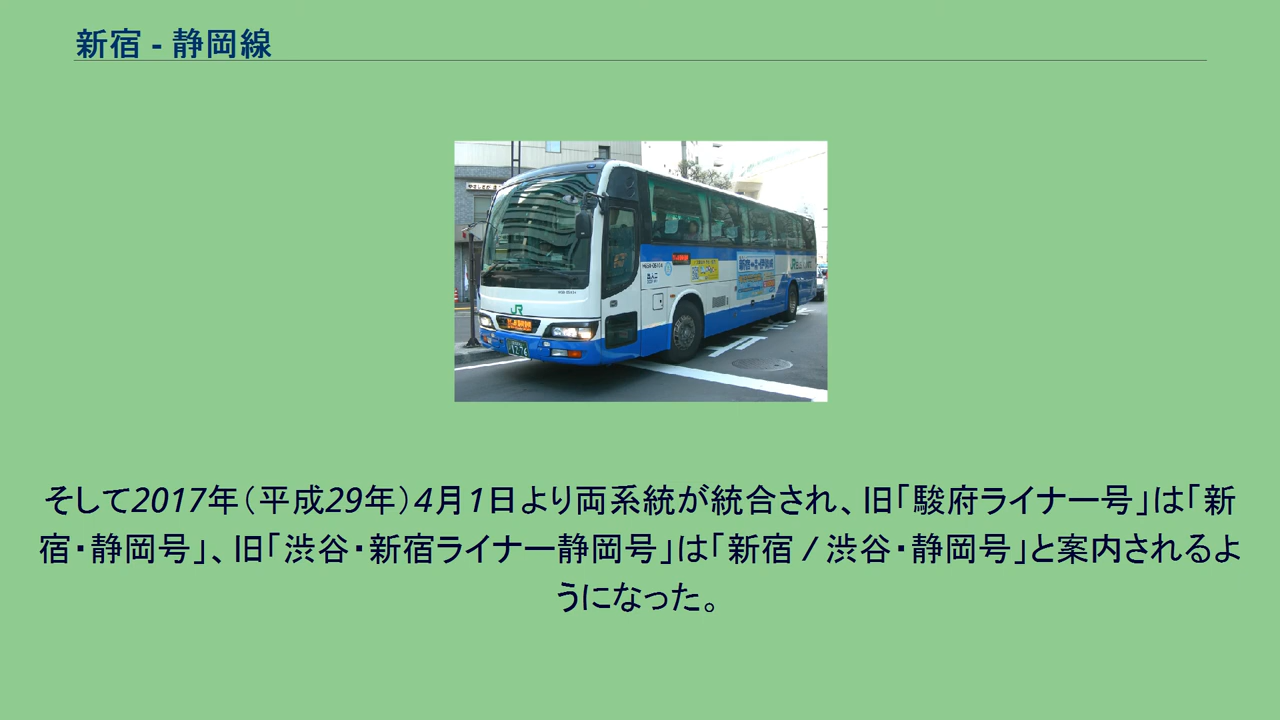 新宿 - 静岡線
JR
そして2017年（平成29年）4月1日より両系統が統合され、旧「駿府ライナー号」は「新
宿・静岡号」、旧「渋谷・新宿ライナー静岡号」は「新宿 / 渋谷・静岡号」と案内されるよ
うになった。